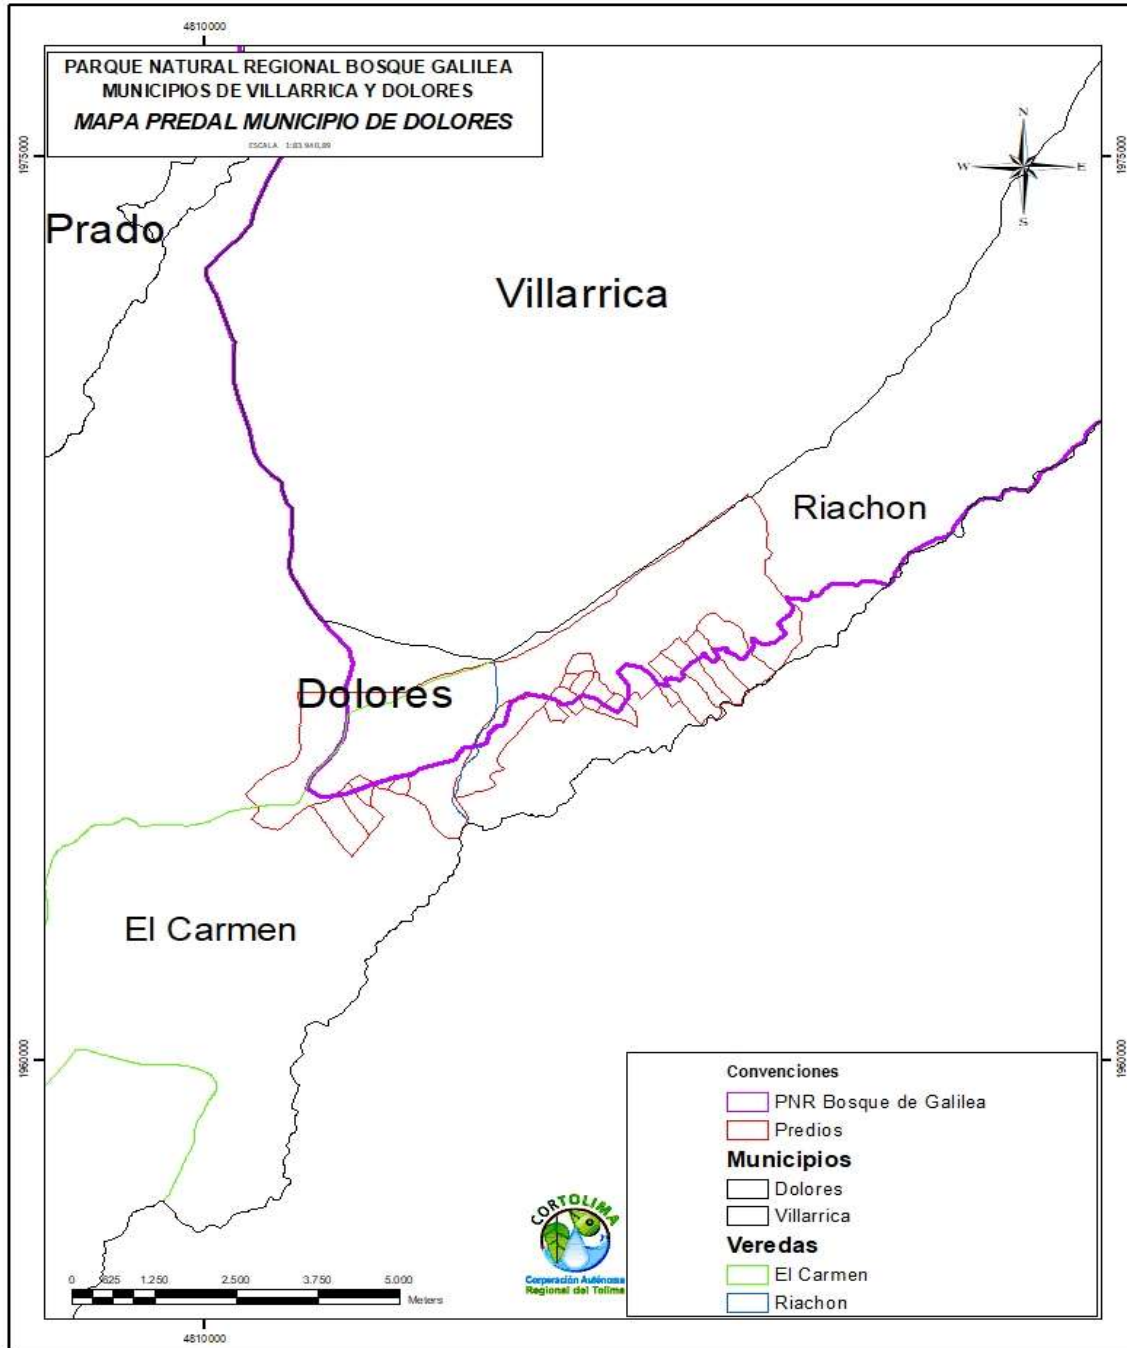 4810000
PARQUE NATURAL REGIONAL BOSQUE GALILEA
MUNICIPIOS DE VILLARRICA Y DOLORES
MAPA PREDAL MUNICIPIO DE DOLORES
ESCALA
1975000
1975000
N
W
E
S
Prado
Villarrica
Riachon
Dolores
El Carmen
1960000
1960000
Convenciones
PNR Bosque de Galilea
Predios
Municipios
Dolores
Villarrica
Veredas
El Carmen
Riachon
CORTOLIMA
Corporación Autónoma
Regional del Tolima
0 625 1.250 2.500 3.750 5.000
Meters
4810000